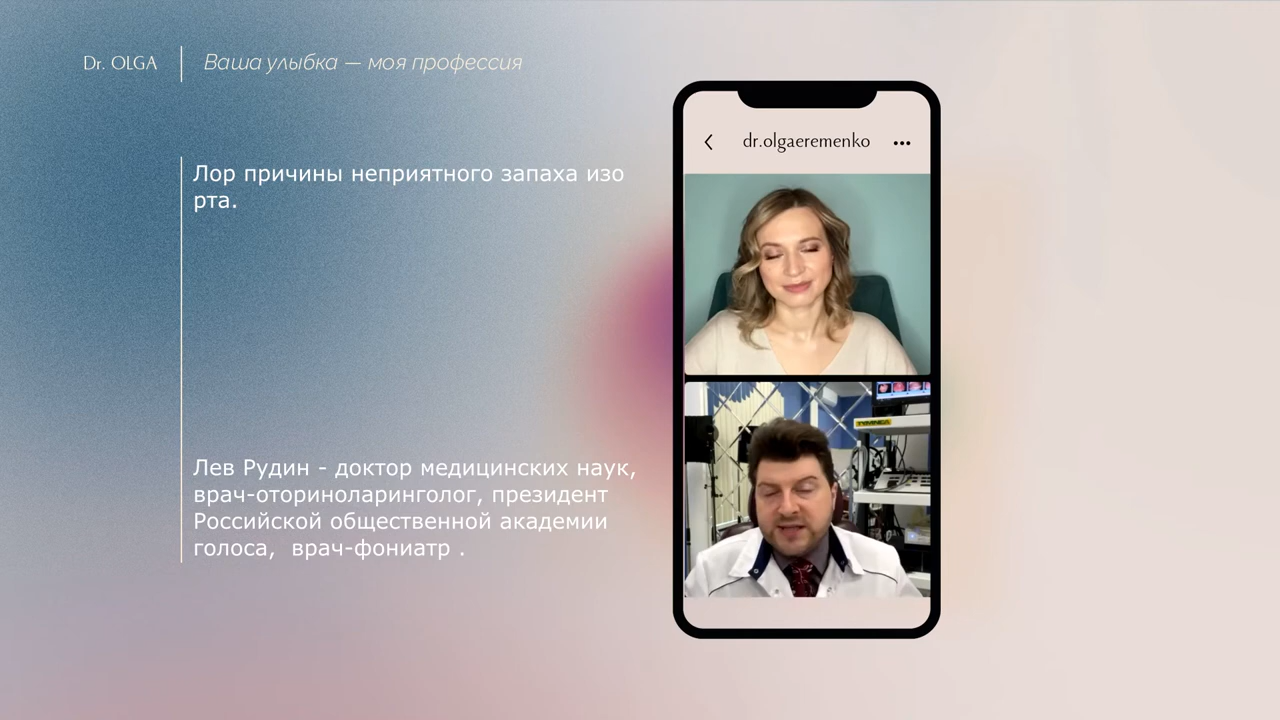 Dr. OLGA
Ваша улыбка — моя профессия
Лор причины неприятного запаха изо
рта.
Лев Рудин - доктор медицинских наук,
врач-оториноларинголог, президент
Российской общественной академии
голоса,  врач-фониатр .
dr.olgaeremenko